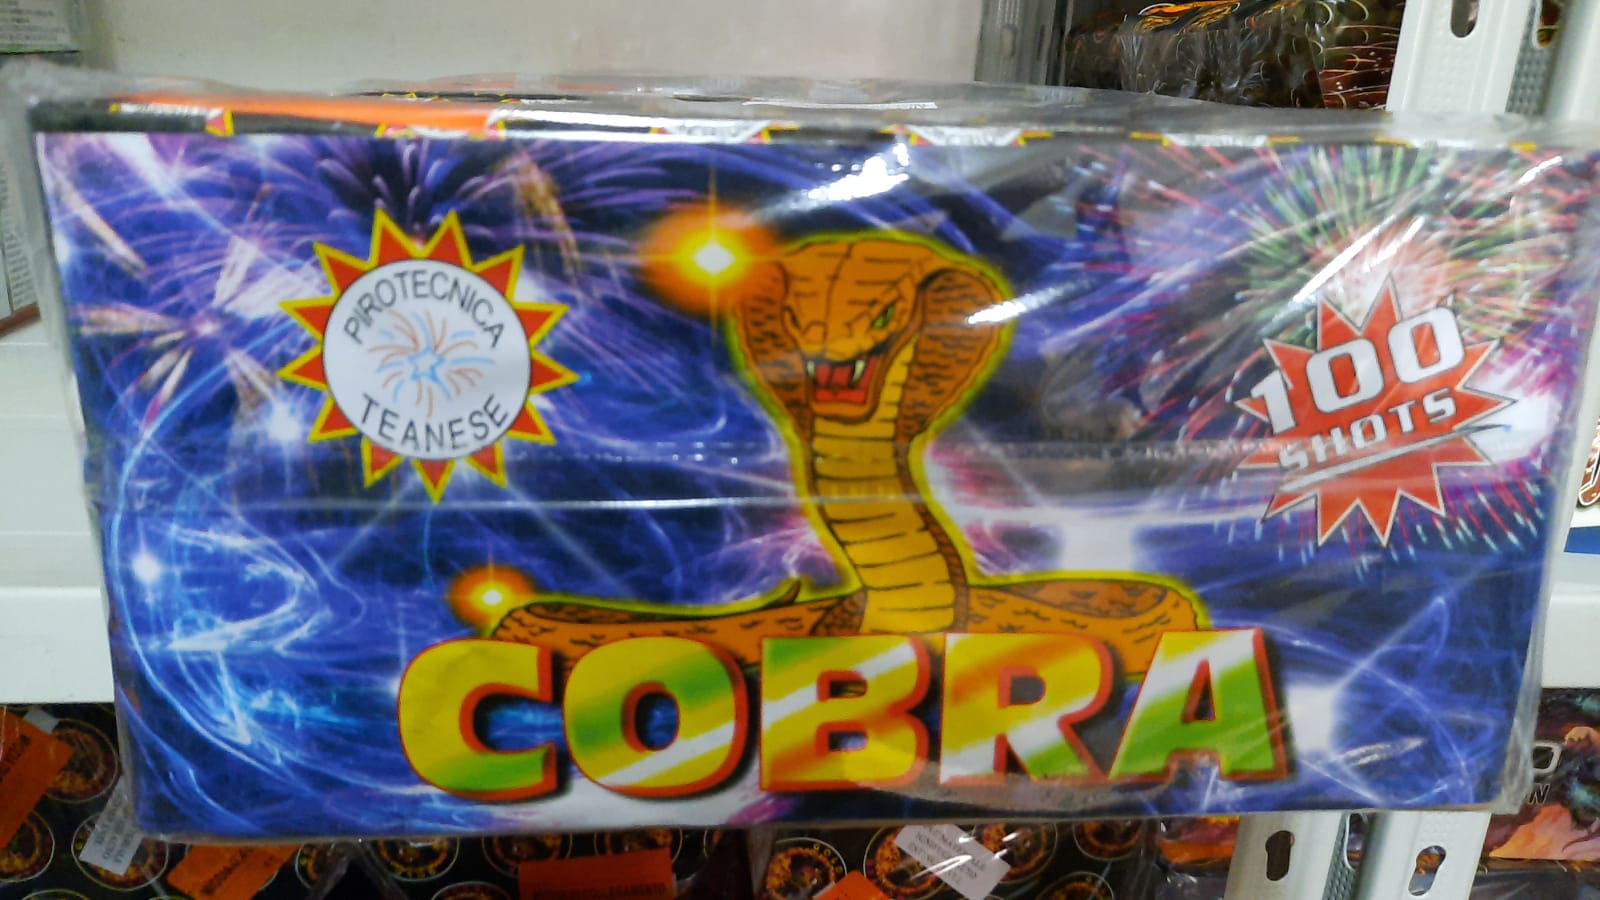 PIROTECNICA
TEANESE
100
SHOTS
COBRA